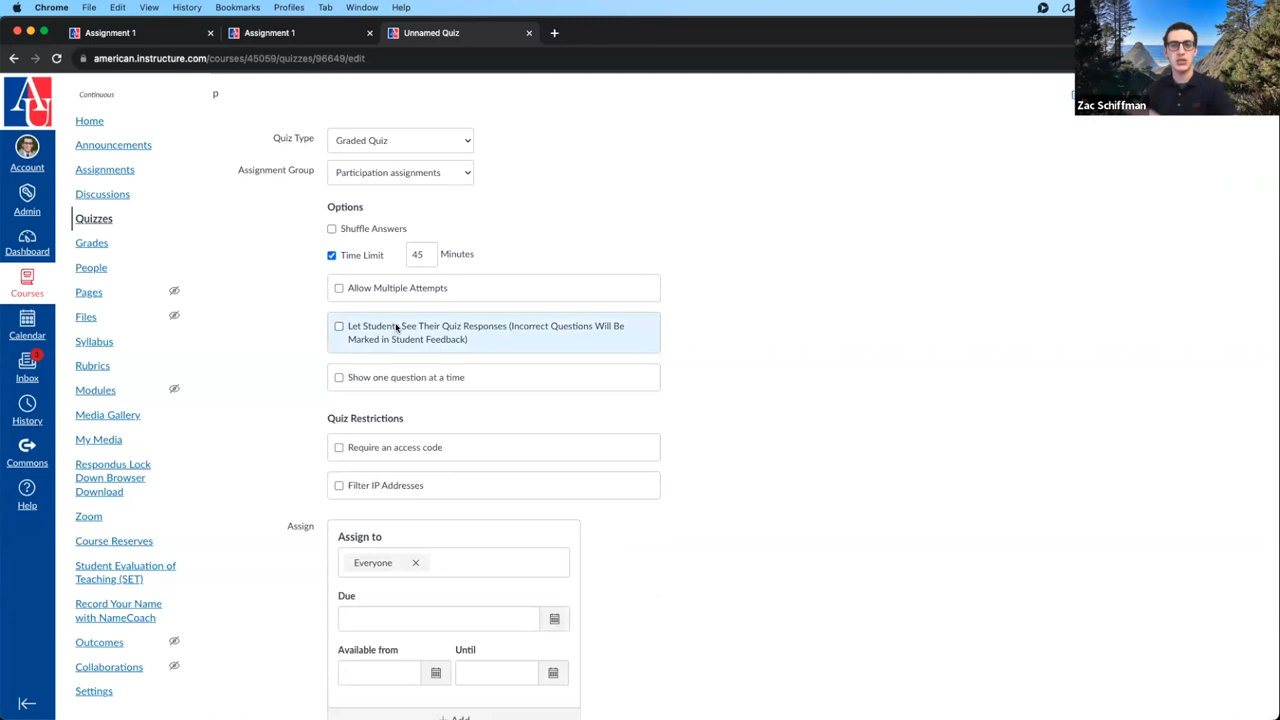 Chrome File Edit View History Bookmarks Profiles Tab Window Help
Assignment 1
Assignment 1
Unnamed Quiz
american.instructure.com/courses/45059/quizzes/96649/edit
Zac Schiffman
Account
Admin
Dashboard
Courses
Calendar
3
Inbox
History
Commons
Help
Continuous
Home
Announcements
Assignments
Discussions
Quizzes
Grades
People
Pages
Files
Syllabus
Rubrics
Modules
Media Gallery
My Media
Respondus Lock
Down Browser
Download
Zoom
Course Reserves
Student Evaluation of
Teaching (SET)
Record Your Name
with NameCoach
Outcomes
Collaborations
Settings
p
Quiz Type Graded Quiz
Assignment Group Participation assignments
Options
Shuffle Answers
Time Limit 45 Minutes
Allow Multiple Attempts
Let Students See Their Quiz Responses (Incorrect Questions Will Be
Marked in Student Feedback)
Show one question at a time
Quiz Restrictions
Require an access code
Filter IP Addresses
Assign
Assign to
Everyone
Due
Available from Until
+ Add